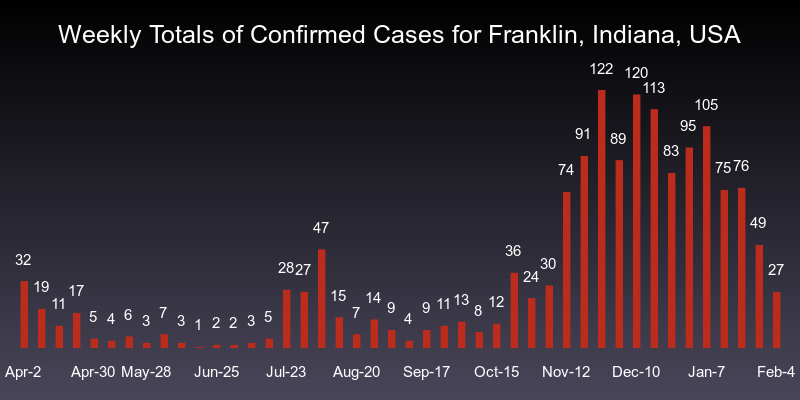 Weekly Totals of Confirmed Cases for Franklin, Indiana, USA
32 19 11 17 5 4 6 3 7 3 1 2 2 3 5 28 27 47 15 7 14 9 4 9 11 13 8 12 36 24 30 74 91 122 89 120 113 83 95 105 75 76 49 27
Apr-2 Apr-30 May-28 Jun-25 Jul-23 Aug-20 Sep-17 Oct-15 Nov-12 Dec-10 Jan-7 Feb-4